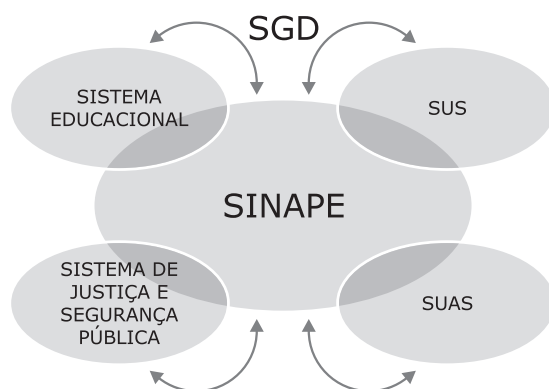 SGD
SISTEMA
EDUCACIONAL
SUS
SINAPE
SISTEMA DE
JUSTIÇA E
SEGURANÇA
PÚBLICA
SUAS